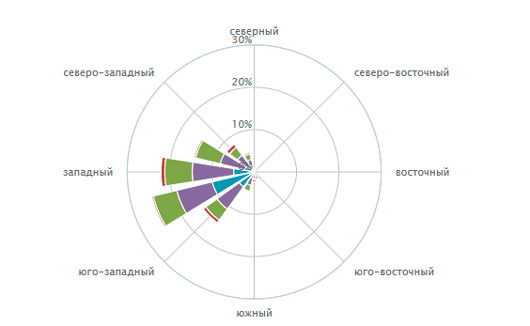 северный
30%
северо-западный
северо-восточный
20%
10%
западный
восточный
юго-западный
юго-восточный
южный